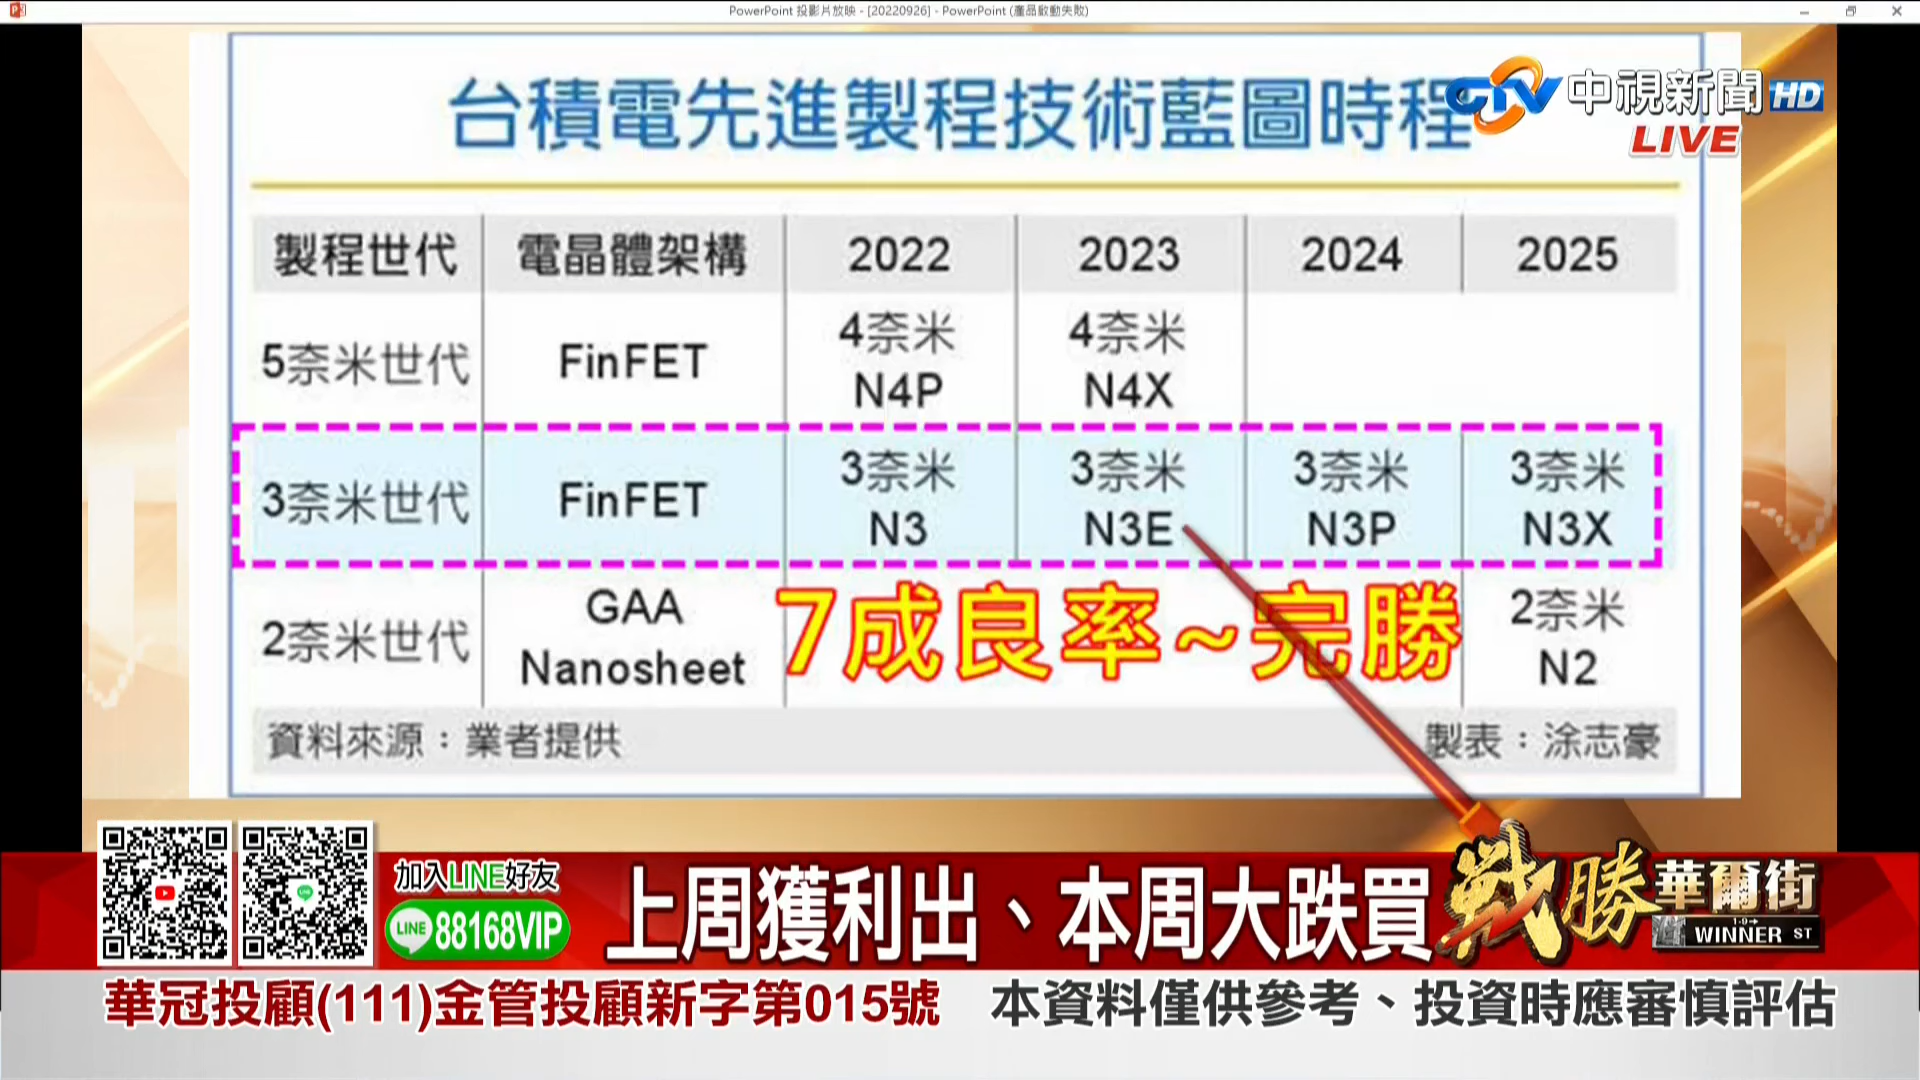 PowerPoint 投影片放映 - [20220926] - PowerPoint (產品啟動失敗)
台積電先進製程技術藍圖時程
CTV 中視新聞 HD
LIVE
製程世代 電晶體架構 2022 2023 2024 2025
5奈米世代 FinFET 4奈米 N4P 4奈米 N4X
3奈米世代 FinFET 3奈米 N3 3奈米 N3E 3奈米 N3P 3奈米 N3X
2奈米世代 GAA Nanosheet 2奈米 N2
7成良率~完勝
資料來源：業者提供 製表：涂志豪
加入LINE好友
LINE 88168VIP
上周獲利出、本周大跌買
戰勝華爾街
WINNER ST
華冠投顧(111)金管投顧新字第015號 本資料僅供參考、投資時應審慎評估